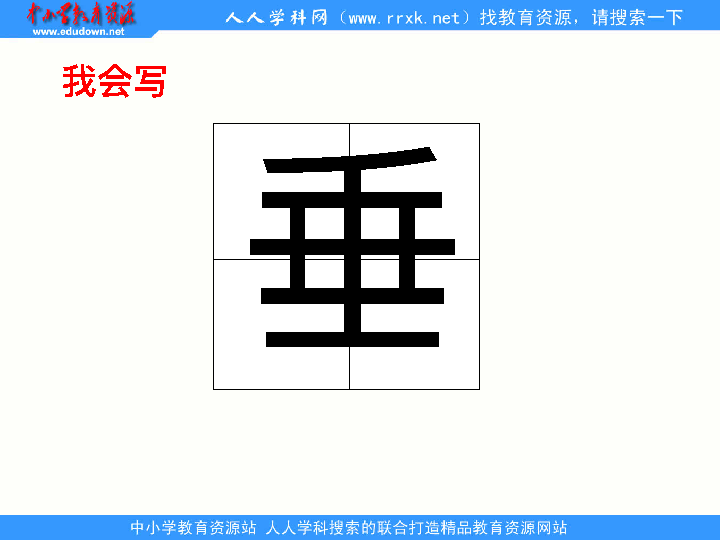 中小学教育资源
www.edudown.net
人人学科网（www.rrxk.net）找教育资源，请搜索一下
我会写
垂
中小学教育资源站 人人学科搜索的联合打造精品教育资源网站